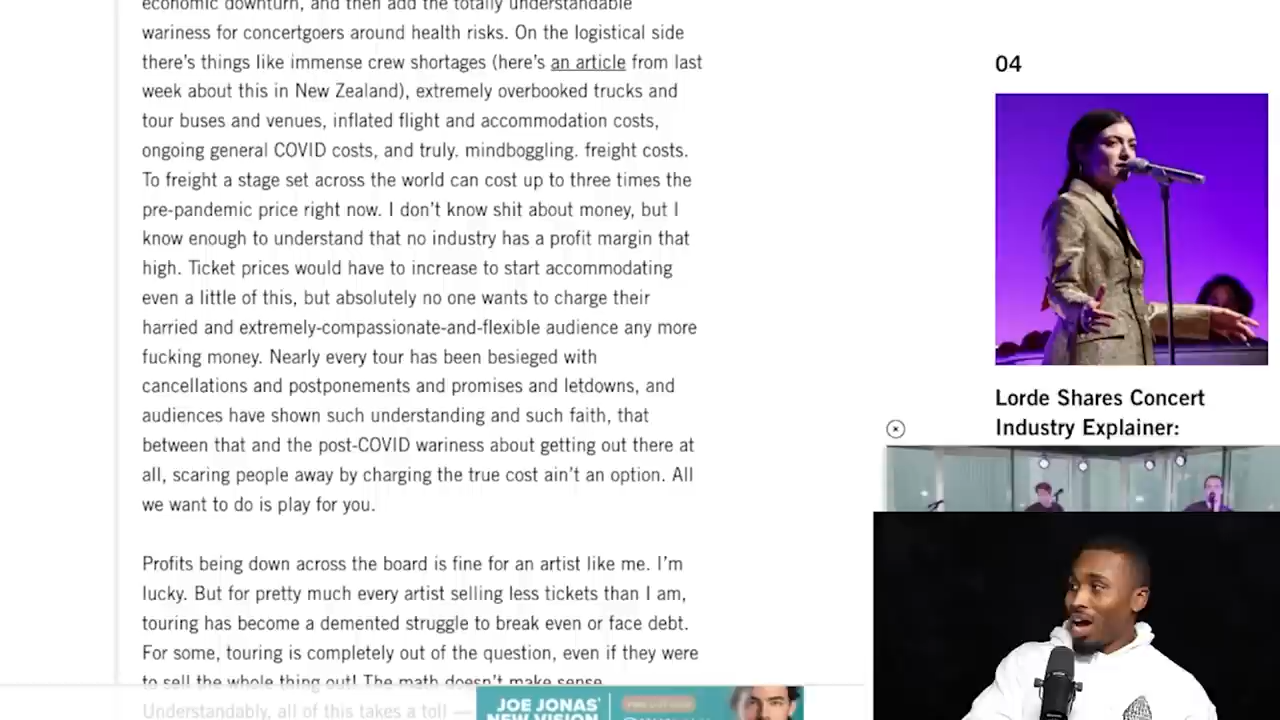 economic downturn, and then add the totally understandable
wariness for concertgoers around health risks. On the logistical side
there's things like immense crew shortages (here's an article from last
week about this in New Zealand), extremely overbooked trucks and
tour buses and venues, inflated flight and accommodation costs,
ongoing general COVID costs, and truly. mindboggling. freight costs.
To freight a stage set across the world can cost up to three times the
pre-pandemic price right now. I don't know shit about money, but I
know enough to understand that no industry has a profit margin that
high. Ticket prices would have to increase to start accommodating
even a little of this, but absolutely no one wants to charge their
harried and extremely-compassionate-and-flexible audience any more
fucking money. Nearly every tour has been besieged with
cancellations and postponements and promises and letdowns, and
audiences have shown such understanding and such faith, that
between that and the post-COVID wariness about getting out there at
all, scaring people away by charging the true cost ain't an option. All
we want to do is play for you.
Profits being down across the board is fine for an artist like me. I'm
lucky. But for pretty much every artist selling less tickets than I am,
touring has become a demented struggle to break even or face debt.
For some, touring is completely out of the question, even if they were
to sell the whole thing out! The math doesn't make sense.
Understandably, all of this takes a toll —
04
Lorde Shares Concert
Industry Explainer:
JOE JONAS'
NEW VISION